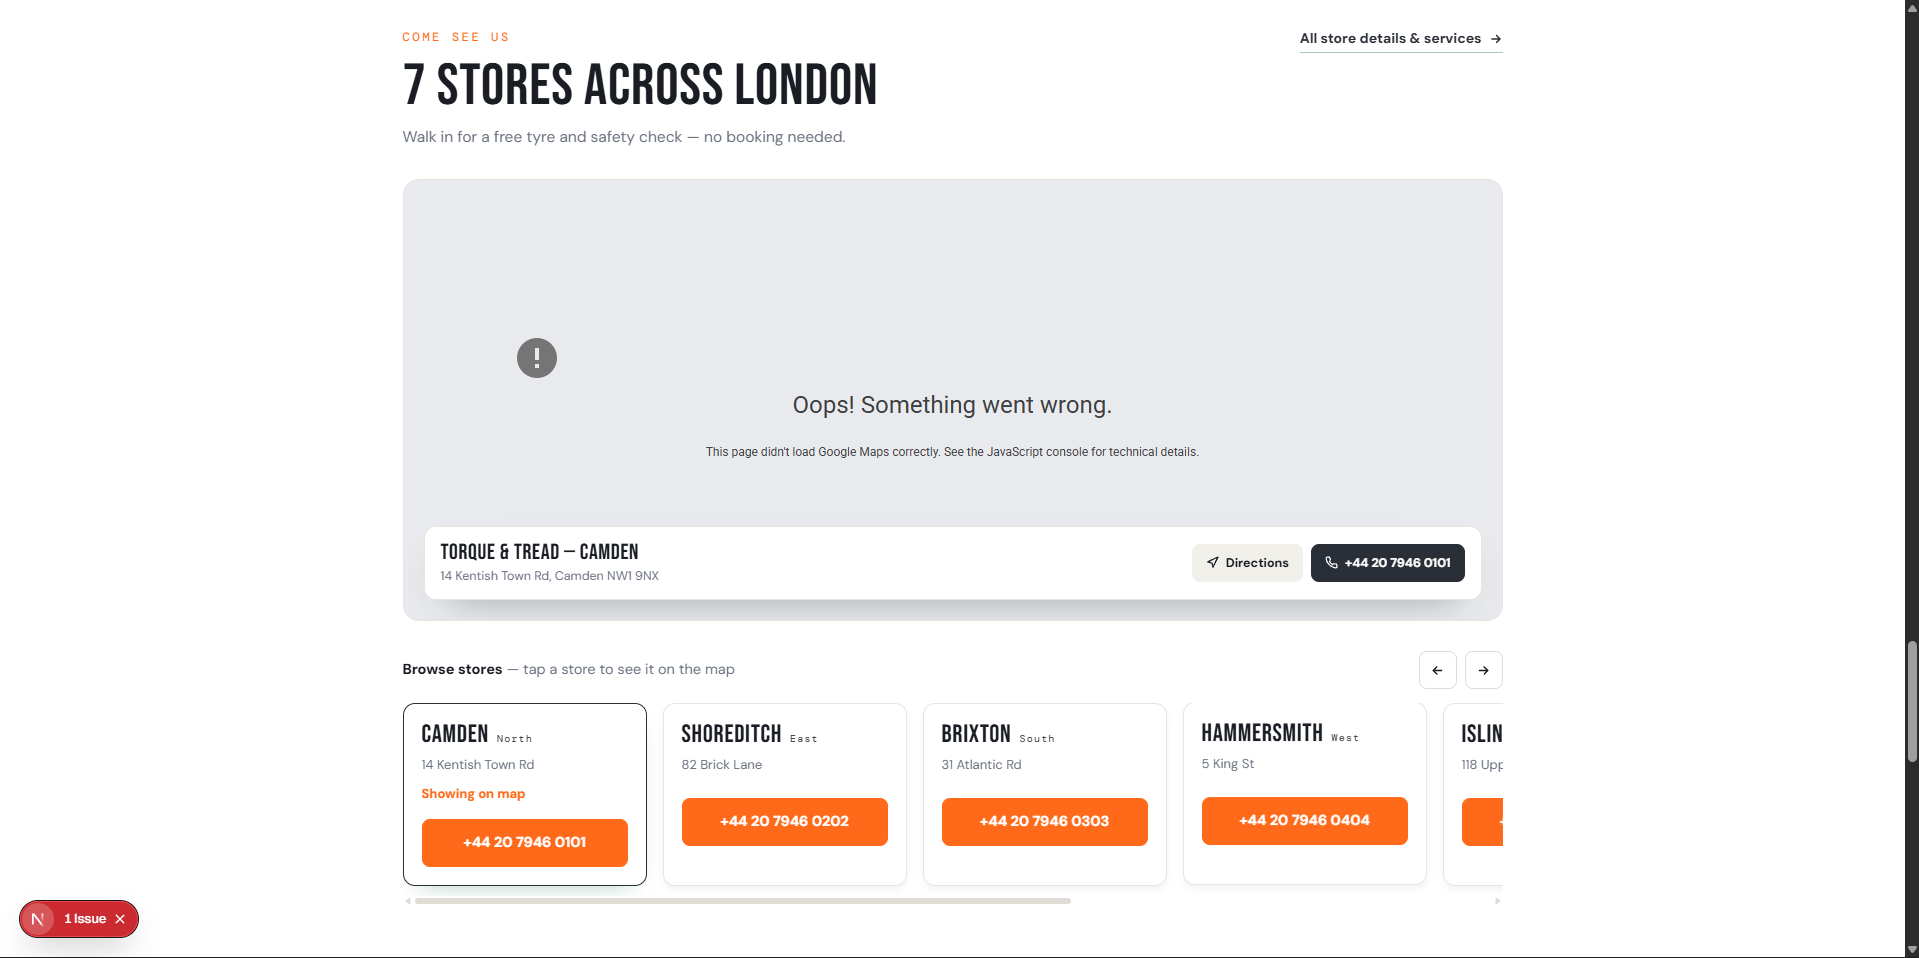 COME SEE US
All store details & services →
7 STORES ACROSS LONDON
Walk in for a free tyre and safety check — no booking needed.
Oops! Something went wrong.
This page didn't load Google Maps correctly. See the JavaScript console for technical details.
TORQUE & TREAD — CAMDEN
14 Kentish Town Rd, Camden NW1 9NX
Directions
+44 20 7946 0101
Browse stores — tap a store to see it on the map
CAMDEN North
14 Kentish Town Rd
Showing on map
+44 20 7946 0101
SHOREDITCH East
82 Brick Lane
+44 20 7946 0202
BRIXTON South
31 Atlantic Rd
+44 20 7946 0303
HAMMERSMITH West
5 King St
+44 20 7946 0404
ISLIN
118 Upp
N 1 Issue ×